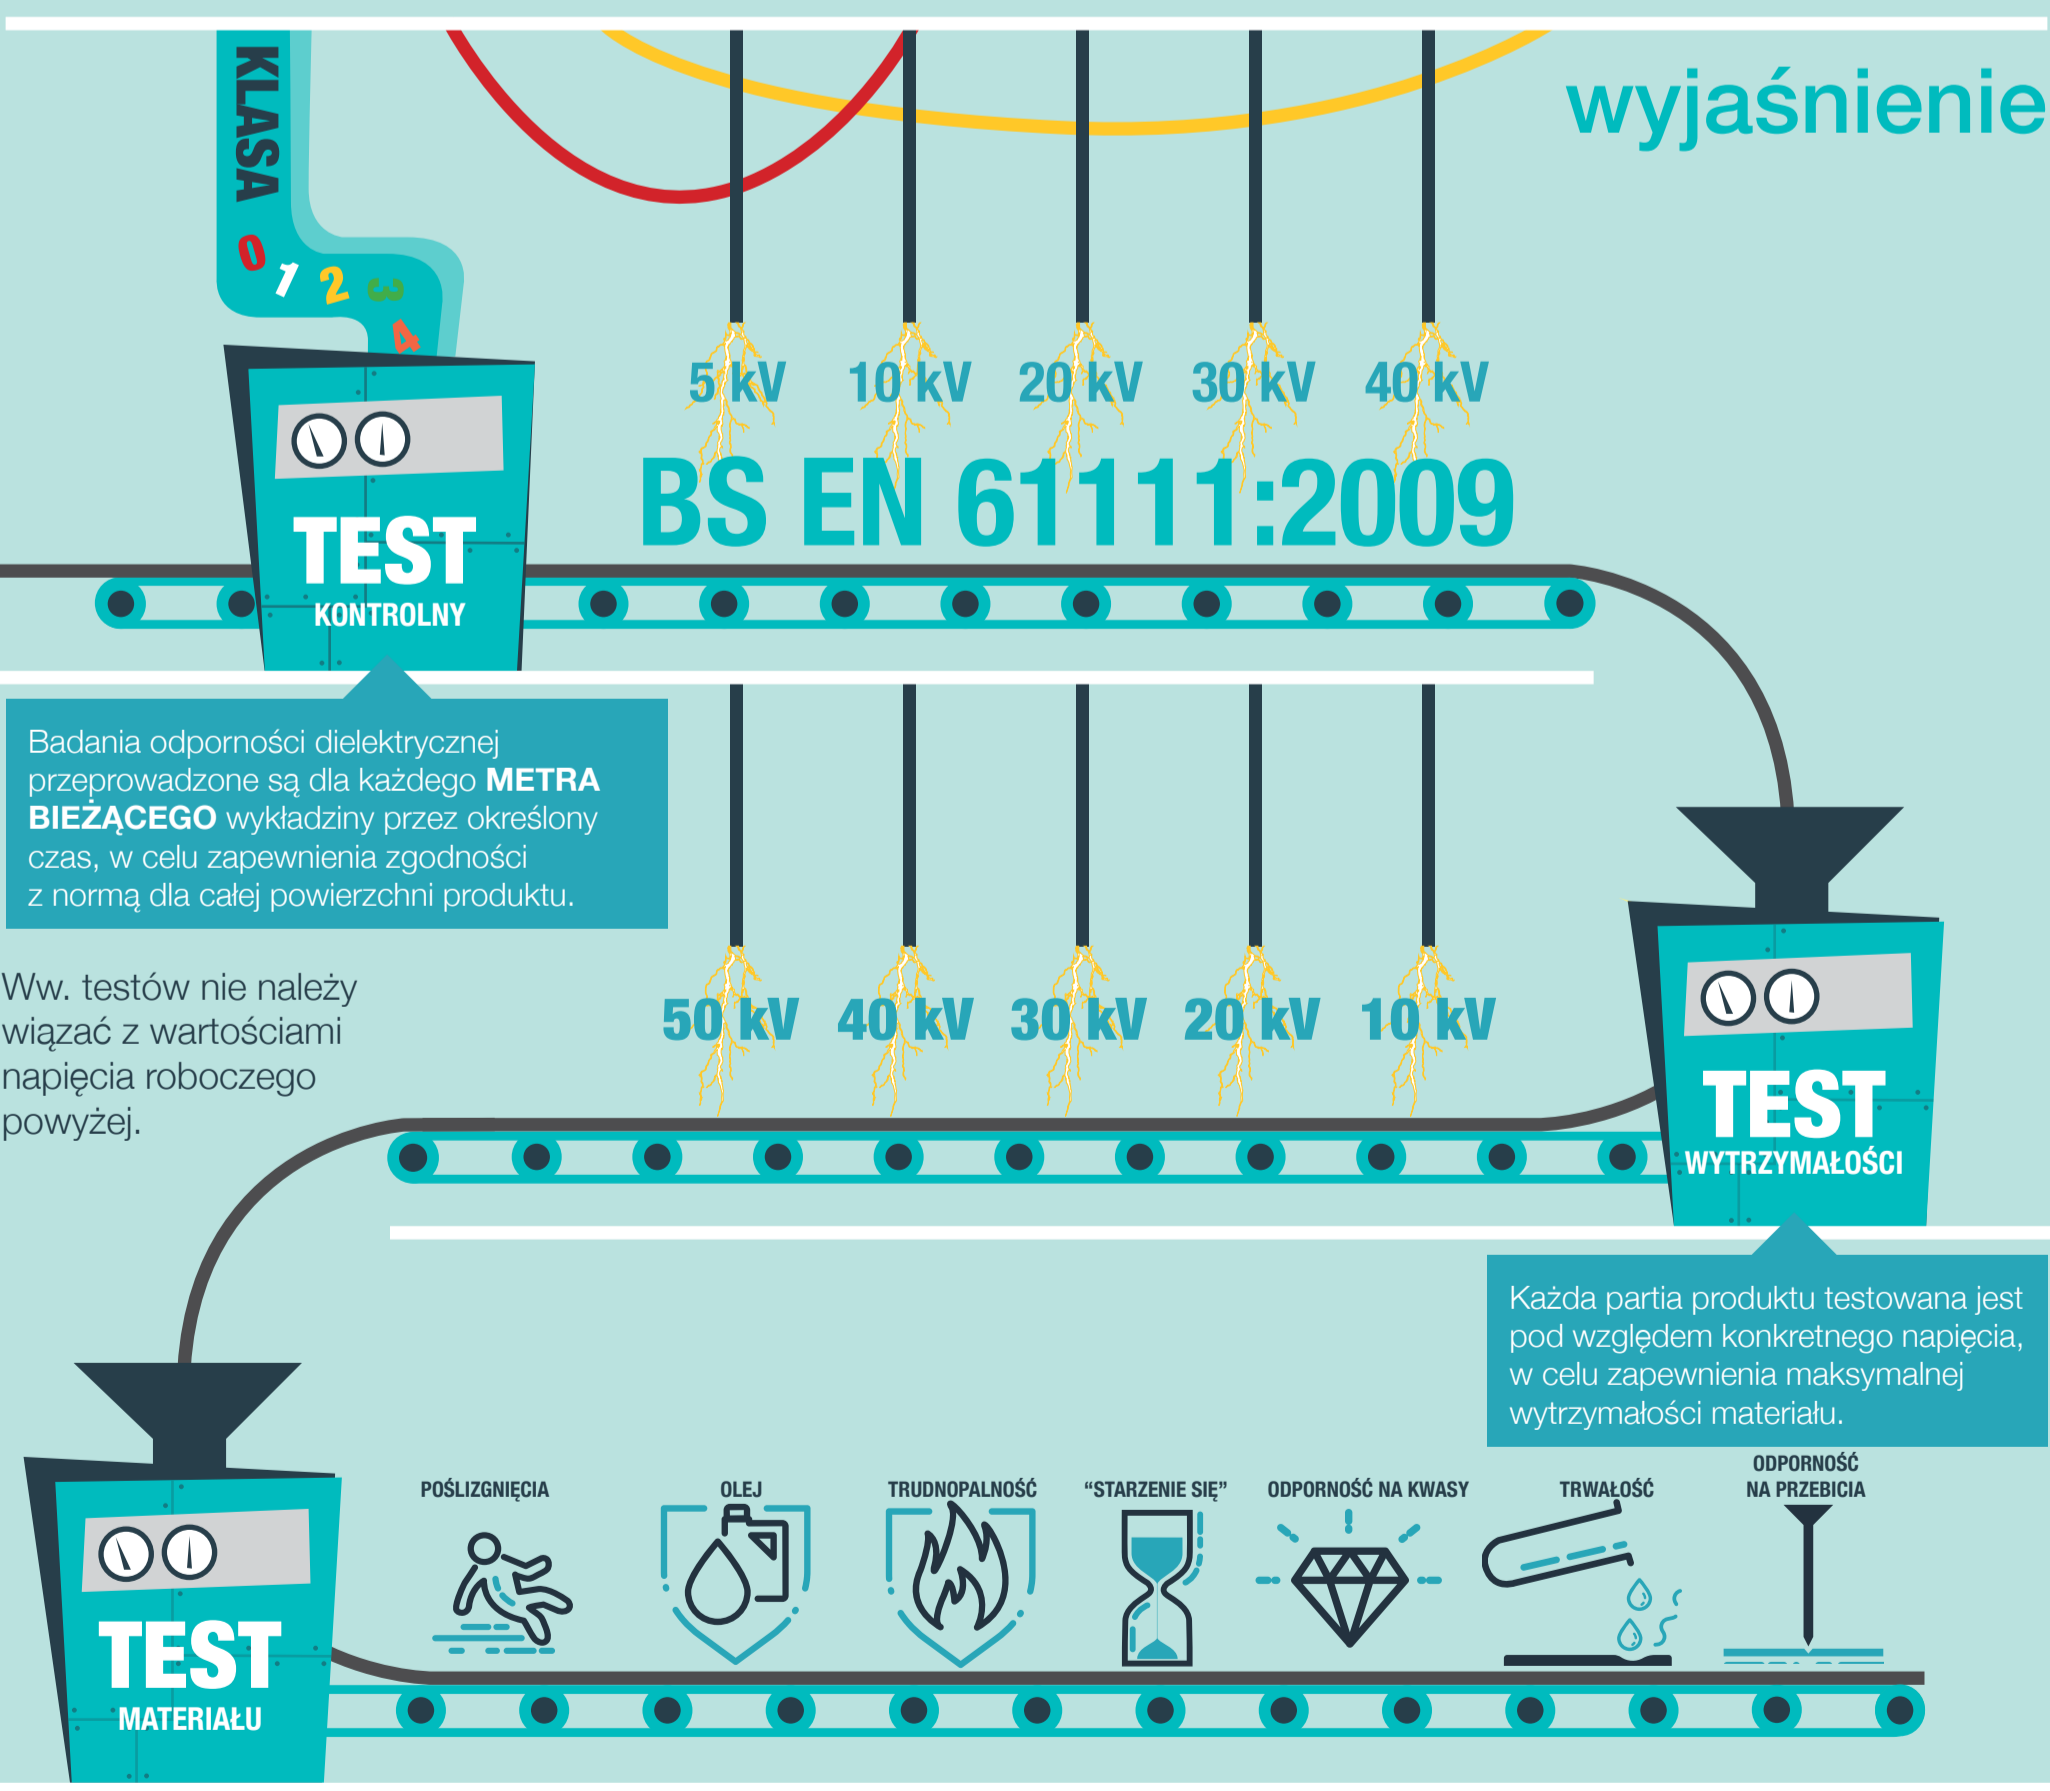 wyjaśnienie
KLASA
0 1 2 3 4
5 kV 10 kV 20 kV 30 kV 40 kV
BS EN 61111:2009
TEST
KONTROLNY
Badania odporności dielektrycznej
przeprowadzone są dla każdego METRA
BIEŻĄCEGO wykładziny przez określony
czas, w celu zapewnienia zgodności
z normą dla całej powierzchni produktu.
Ww. testów nie należy
wiązać z wartościami
napięcia roboczego
powyżej.
50 kV 40 kV 30 kV 20 kV 10 kV
TEST
WYTRZYMAŁOŚCI
Każda partia produktu testowana jest
pod względem konkretnego napięcia,
w celu zapewnienia maksymalnej
wytrzymałości materiału.
TEST
MATERIAŁU
POŚLIZGNIĘCIA
OLEJ
TRUDNOPALNOŚĆ
“STARZENIE SIĘ”
ODPORNOŚĆ NA KWASY
TRWAŁOŚĆ
ODPORNOŚĆ
NA PRZEBICIA